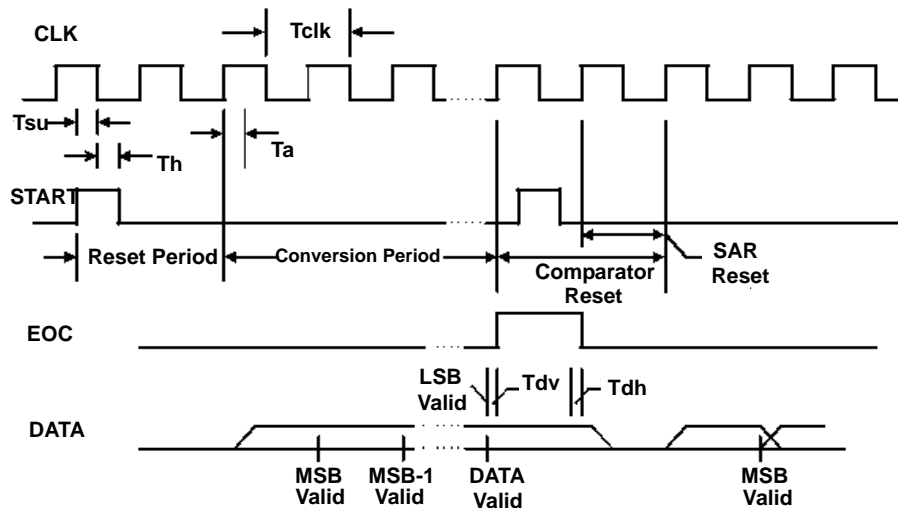 CLK
Tclk
Tsu
Th
Ta
START
Reset Period
Conversion Period
Comparator
Reset
SAR
Reset
EOC
LSB
Valid
Tdv
Tdh
DATA
MSB
Valid
MSB-1
Valid
DATA
Valid
MSB
Valid